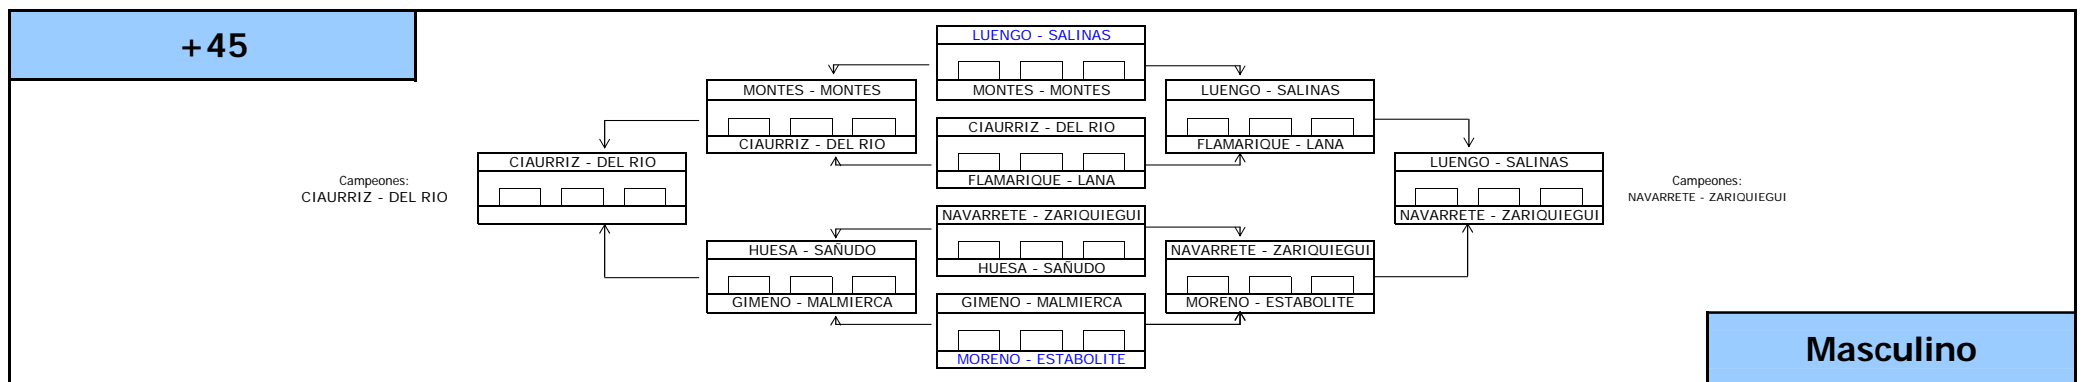 +45
LUENGO - SALINAS
MONTES - MONTES
MONTES - MONTES
LUENGO - SALINAS
CIAURRIZ - DEL RIO
CIAURRIZ - DEL RIO
FLAMARIQUE - LANA
CIAURRIZ - DEL RIO
LUENGO - SALINAS
FLAMARIQUE - LANA
Campeones:
CIAURRIZ - DEL RIO
Campeones:
NAVARRETE - ZARIQUIEGUI
NAVARRETE - ZARIQUIEGUI
NAVARRETE - ZARIQUIEGUI
HUESA - SAÑUDO
NAVARRETE - ZARIQUIEGUI
HUESA - SAÑUDO
GIMENO - MALMIERCA
GIMENO - MALMIERCA
MORENO - ESTABOLITE
MORENO - ESTABOLITE
Masculino